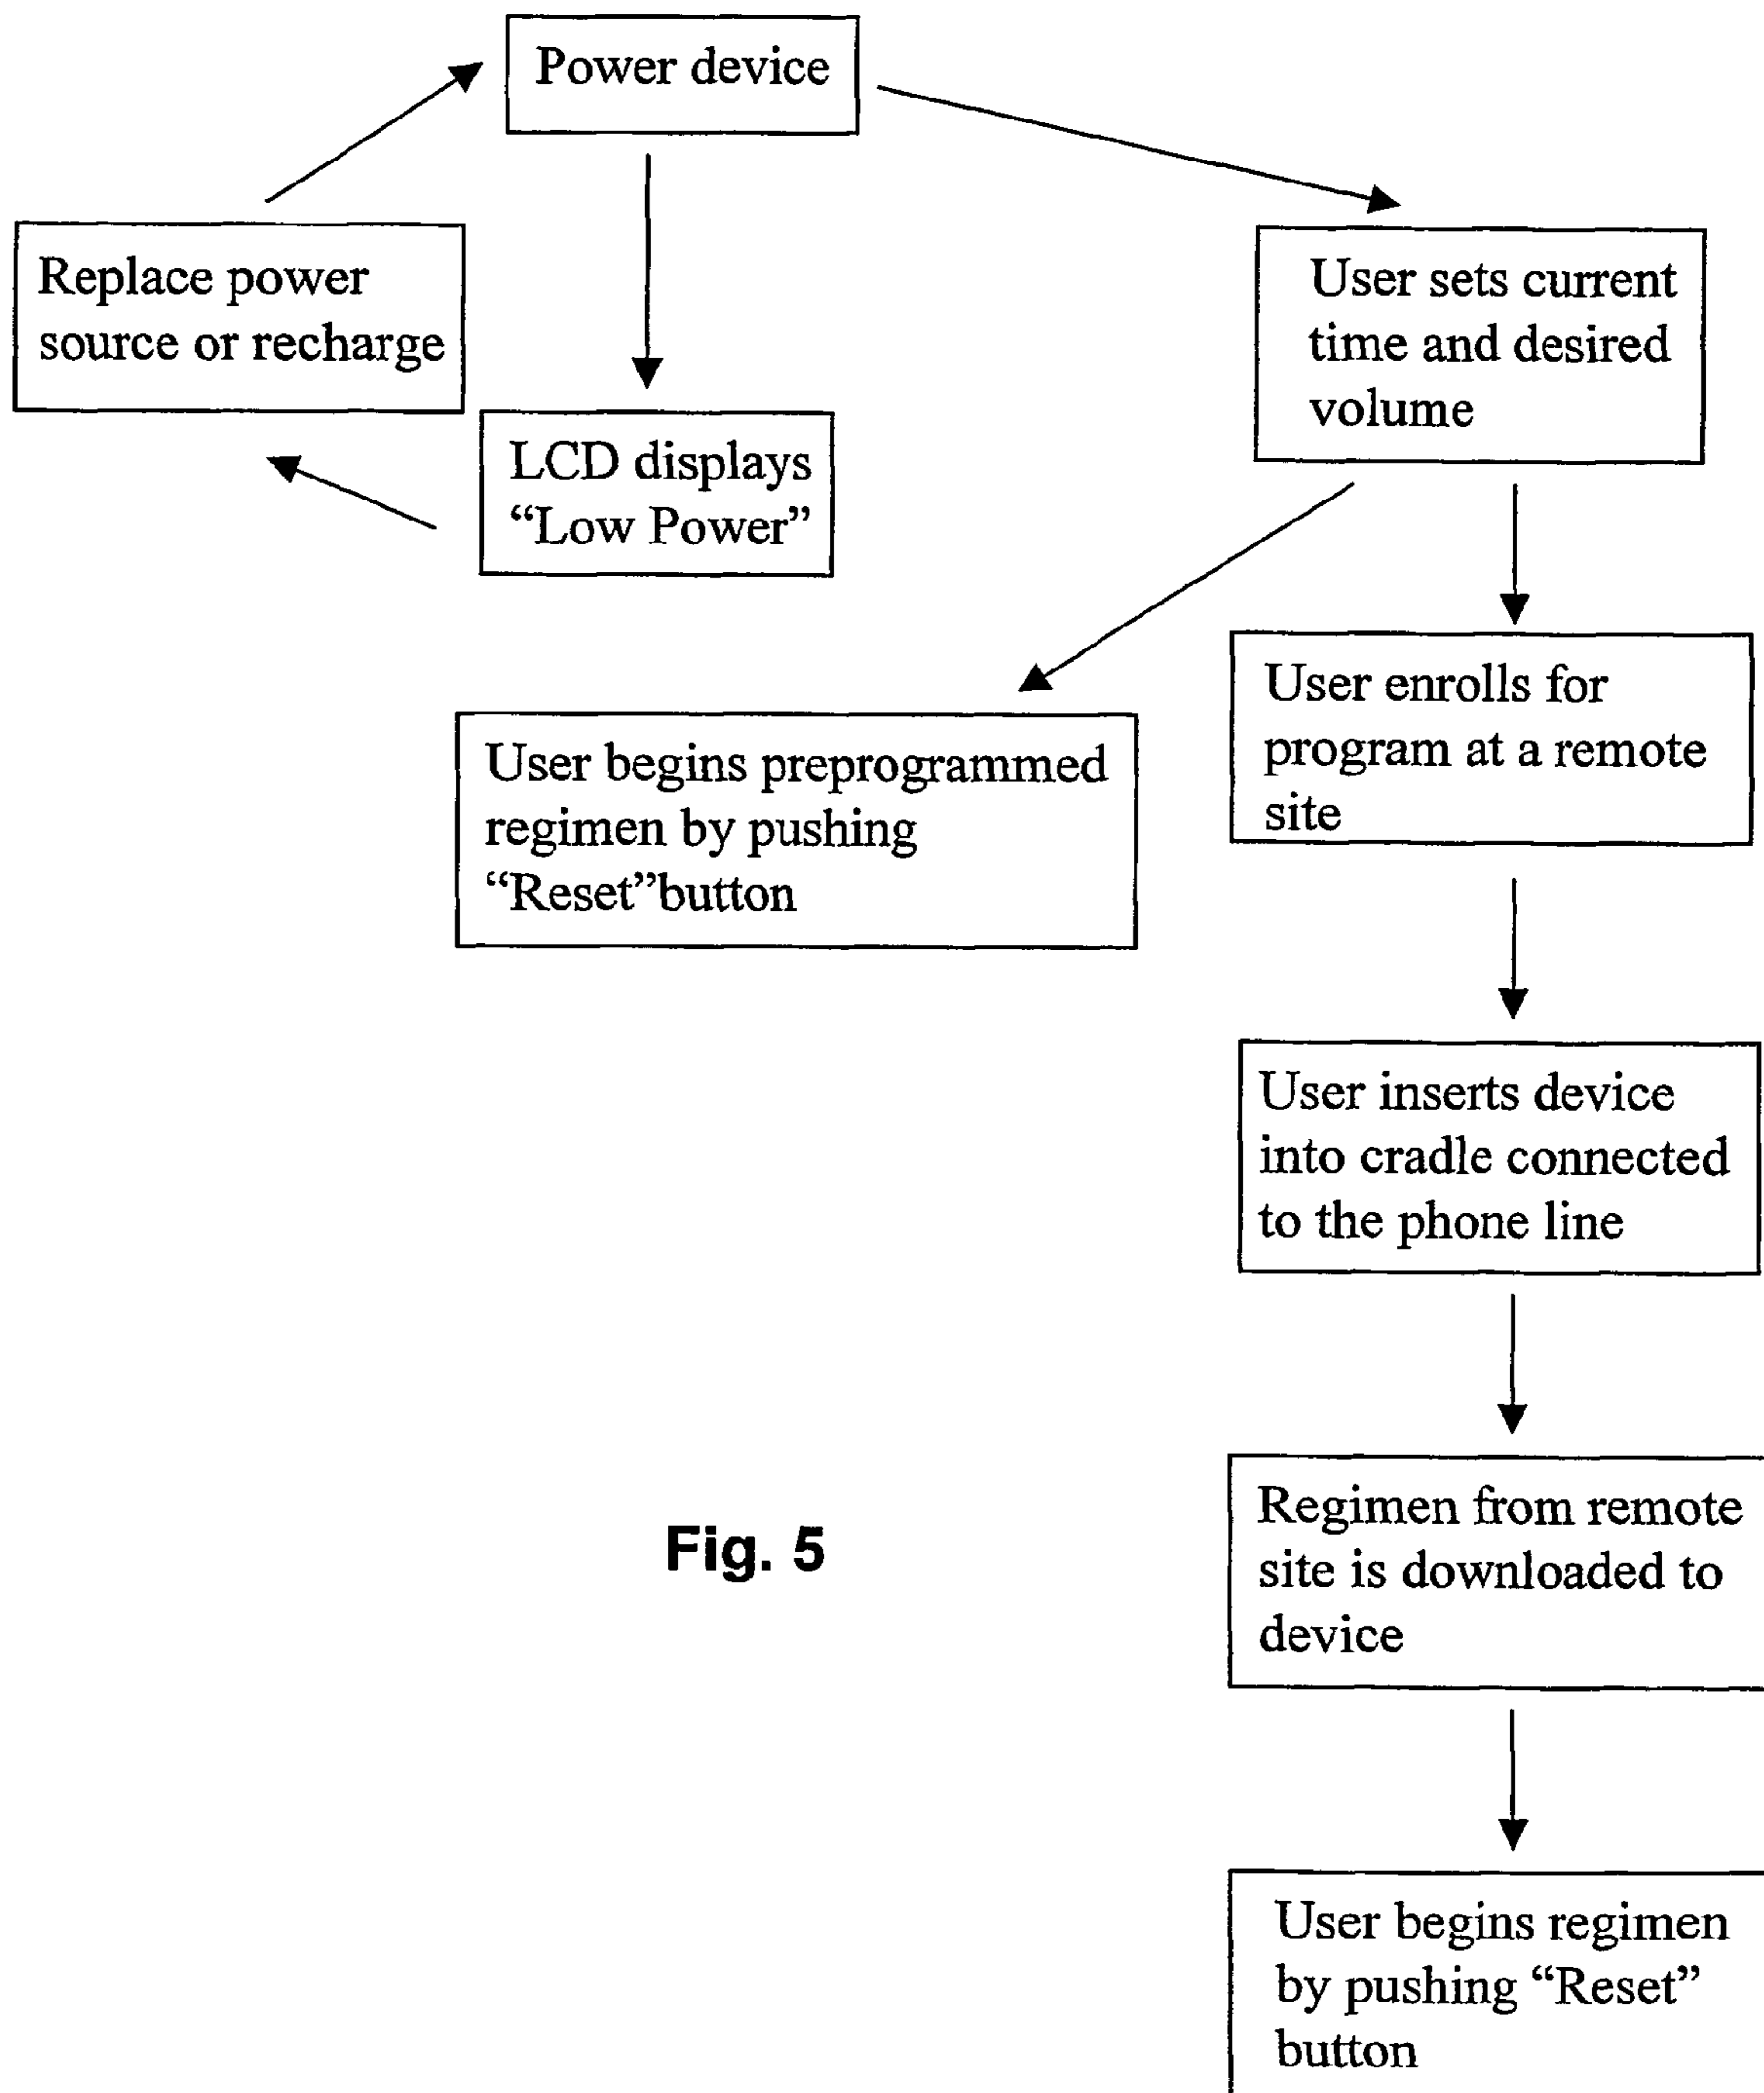 Power device
Replace power
source or recharge
User sets current
time and desired
volume
LCD displays
“Low Power”
User enrolls for
program at a remote
site
User begins preprogrammed
regimen by pushing
“Reset”button
User inserts device
into cradle connected
to the phone line
Regimen from remote
site is downloaded to
device
Fig. 5
User begins regimen
by pushing “Reset”
button